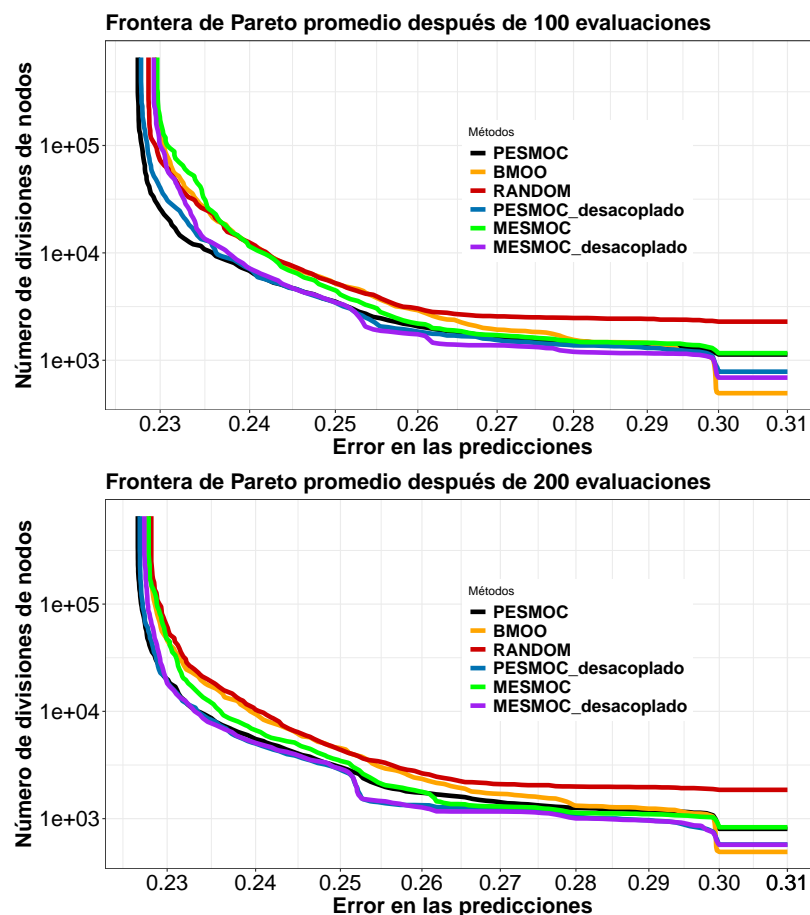 Frontera de Pareto promedio después de 100 evaluaciones
Número de divisiones de nodos
1e+05
1e+04
1e+03
Métodos
PESMOC
BMOO
RANDOM
PESMOC_desacoplado
MESMOC
MESMOC_desacoplado
0.23 0.24 0.25 0.26 0.27 0.28 0.29 0.30 0.31
Error en las predicciones
Frontera de Pareto promedio después de 200 evaluaciones
Número de divisiones de nodos
1e+05
1e+04
1e+03
Métodos
PESMOC
BMOO
RANDOM
PESMOC_desacoplado
MESMOC
MESMOC_desacoplado
0.23 0.24 0.25 0.26 0.27 0.28 0.29 0.30 0.31
Error en las predicciones